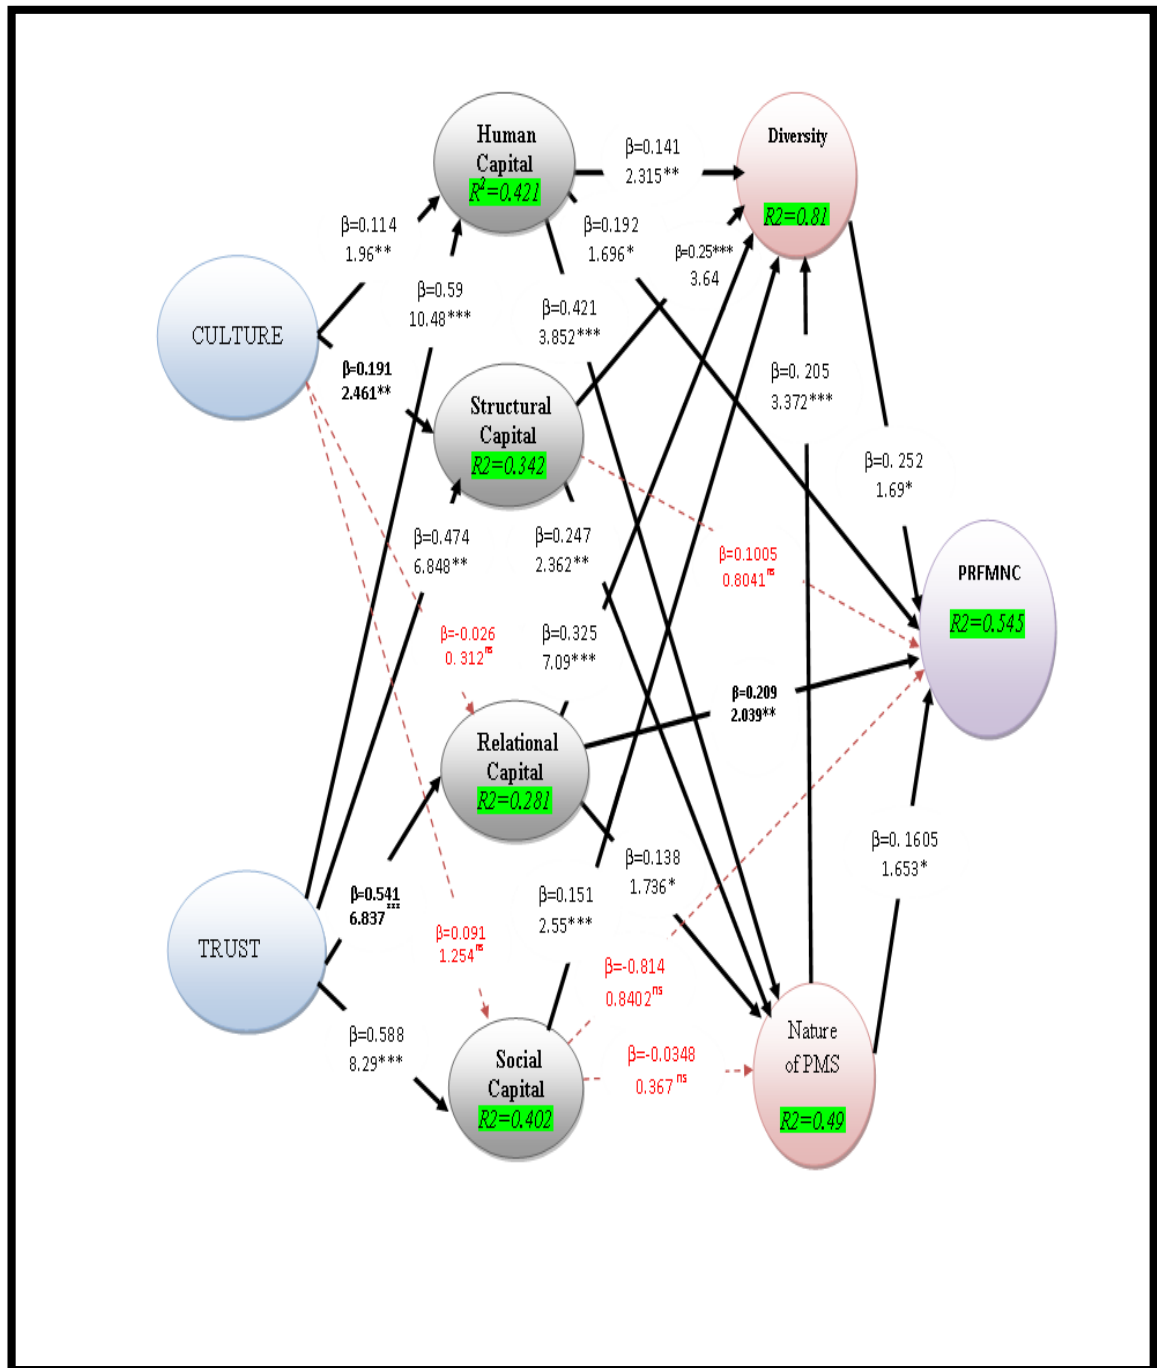 Human
Capital
R²=0.421
Diversity
R2=0.81
β=0.141
2.315**
β=0.114
1.96**
β=0.192
1.696*
β=0.25***
3.64
β=0.59
10.48***
β=0.421
3.852***
CULTURE
β=0.191
2.461**
β=0. 205
3.372***
Structural
Capital
R2=0.342
β=0. 252
1.69*
β=0.474
6.848**
β=0.247
2.362**
β=0.1005
0.8041ns
PRFMNC
R2=0.545
β=-0.026
0. 312ns
β=0.325
7.09***
β=0.209
2.039**
Relational
Capital
R2=0.281
β=0. 1605
1.653*
β=0.138
1.736*
β=0.541
6.837***
β=0.151
2.55***
β=0.091
1.254ns
TRUST
β=-0.814
0.8402ns
β=0.588
8.29***
Social
Capital
R2=0.402
β=-0.0348
0.367 ns
Nature
of PMS
R2=0.49